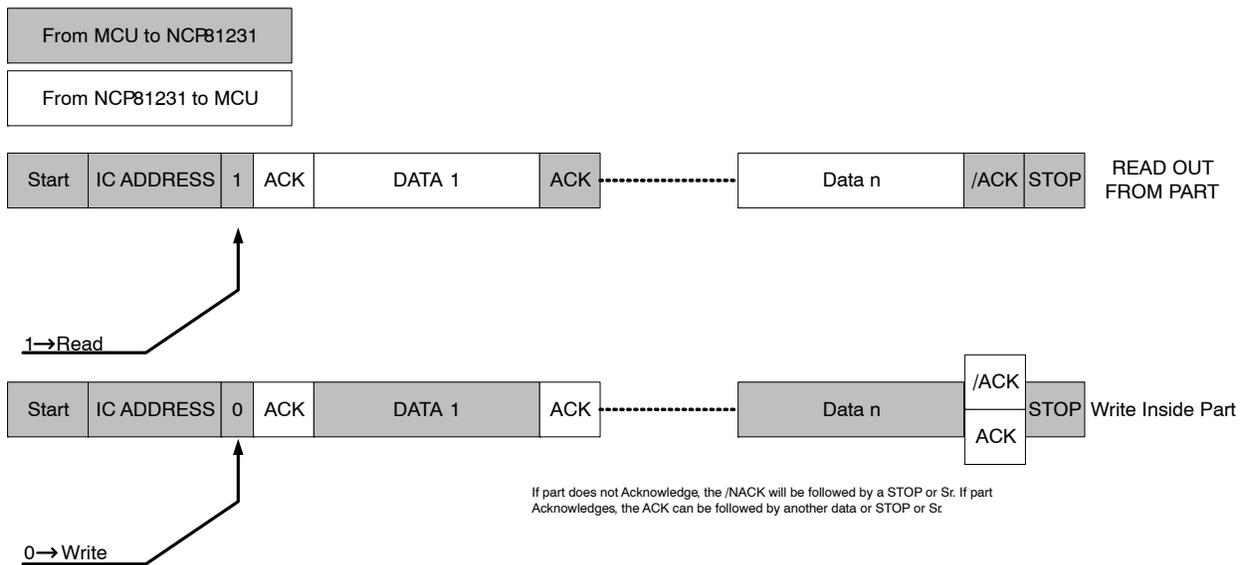 From MCU to NCP81231
From NCP81231 to MCU
Start IC ADDRESS 1 ACK DATA 1 ACK Data n /ACK STOP READ OUT
FROM PART
1→Read
Start IC ADDRESS 0 ACK DATA 1 ACK Data n /ACK STOP Write Inside Part
ACK
If part does not Acknowledge, the /NACK will be followed by a STOP or Sr. If part
Acknowledges, the ACK can be followed by another data or STOP or Sr.
0→Write